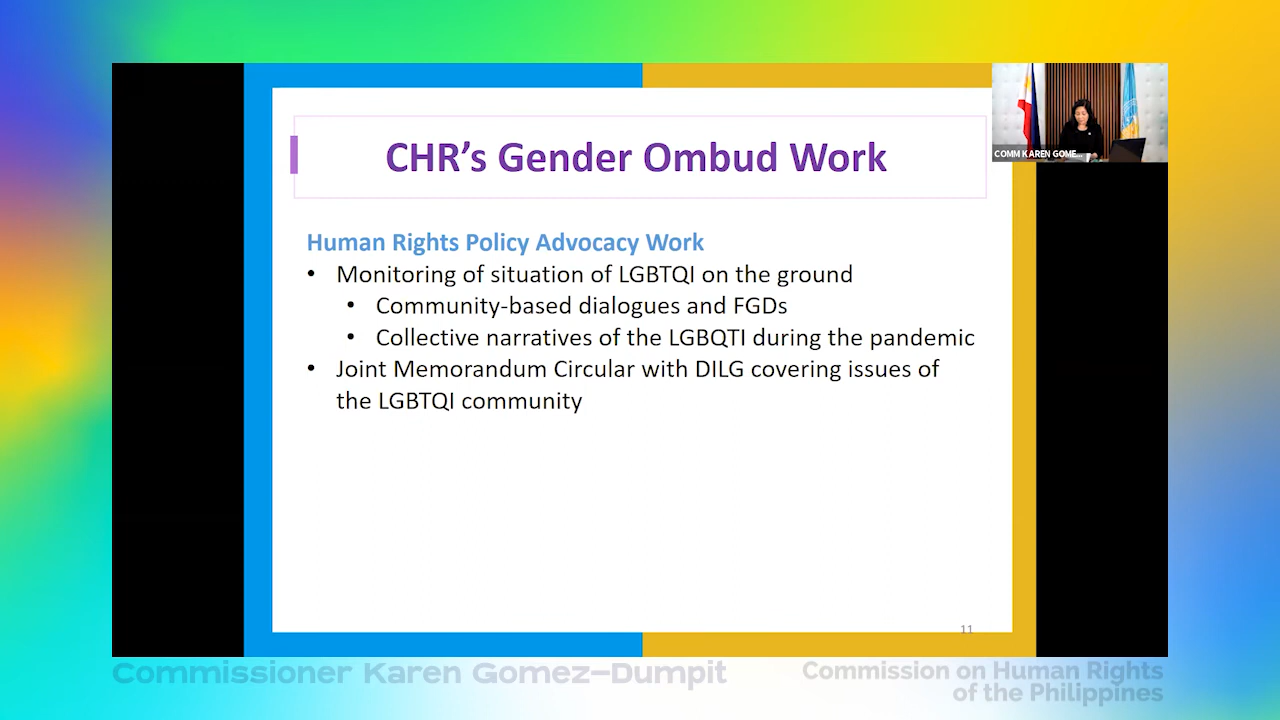 CHR's Gender Ombud Work
COMM KAREN GOME...
Human Rights Policy Advocacy Work
• Monitoring of situation of LGBTQI on the ground
• Community-based dialogues and FGDs
• Collective narratives of the LGBQTI during the pandemic
• Joint Memorandum Circular with DILG covering issues of
the LGBTQI community
11
Commissioner Karen Gomez-Dumpit
Commission on Human Rights
of the Philippines